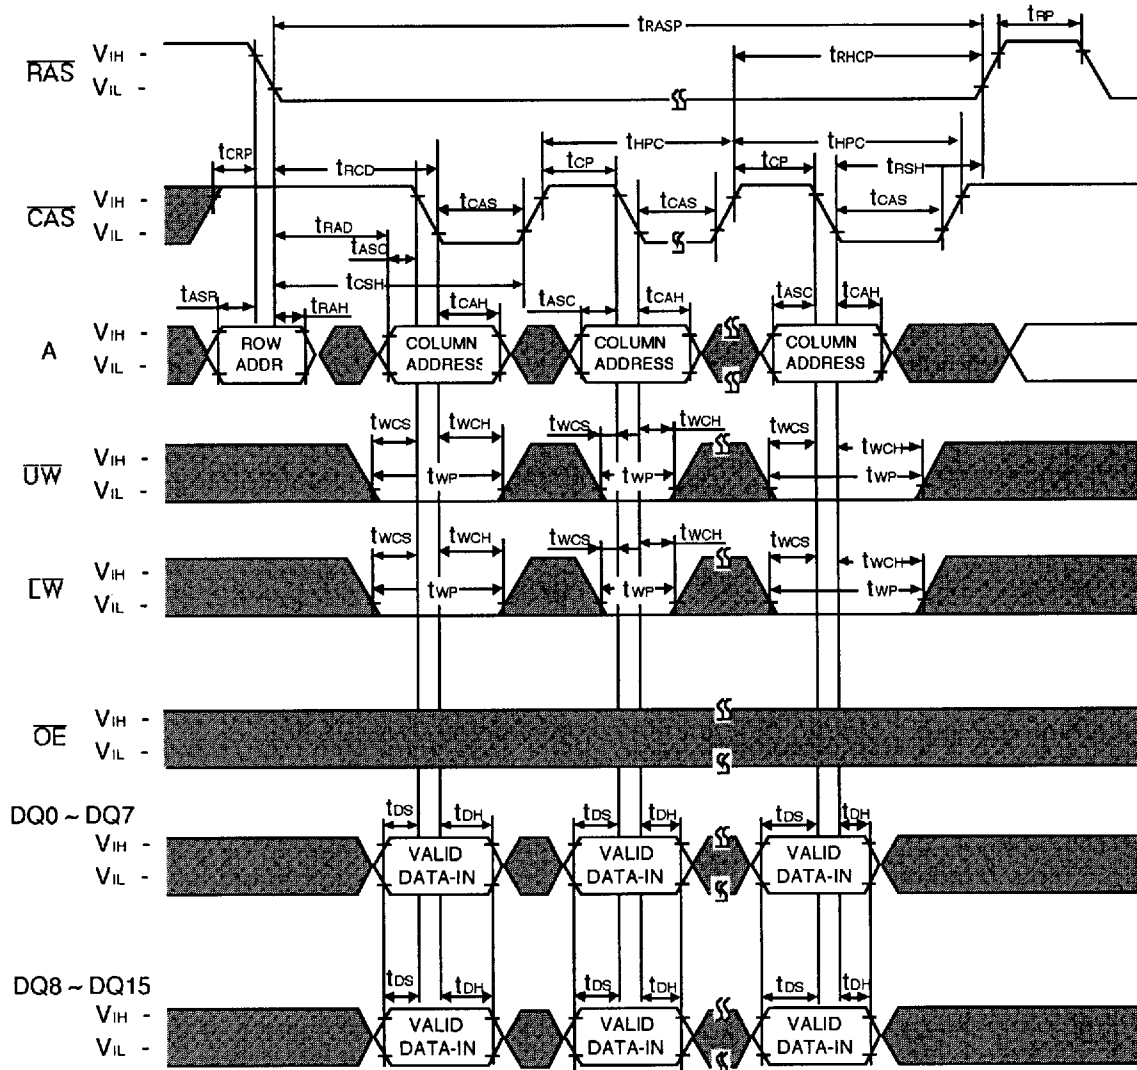 tRASP tRP
RAS VIH -
VIL -
tRHCP
tCRP tRCD tHPC tHPC
tCP tCP tRSH
CAS VIH -
VIL -
tCAS tCAS tCAS
tRAD
tASC
tCSH
tASR tRAH tCAH tASC tCAH tASC tCAH
A VIH -
VIL -
ROW ADDR
COLUMN ADDRESS
COLUMN ADDRESS
COLUMN ADDRESS
tWCS tWCH tWCS tWCH tWCS tWCH
UW VIH -
VIL -
tWP tWP tWP
tWCS tWCH tWCS tWCH tWCS tWCH
LW VIH -
VIL -
tWP tWP tWP
OE VIH -
VIL -
DQ0 ~ DQ7
tDS tDH tDS tDH tDS tDH
VIH -
VIL -
VALID DATA-IN
VALID DATA-IN
VALID DATA-IN
DQ8 ~ DQ15
tDS tDH tDS tDH tDS tDH
VIH -
VIL -
VALID DATA-IN
VALID DATA-IN
VALID DATA-IN